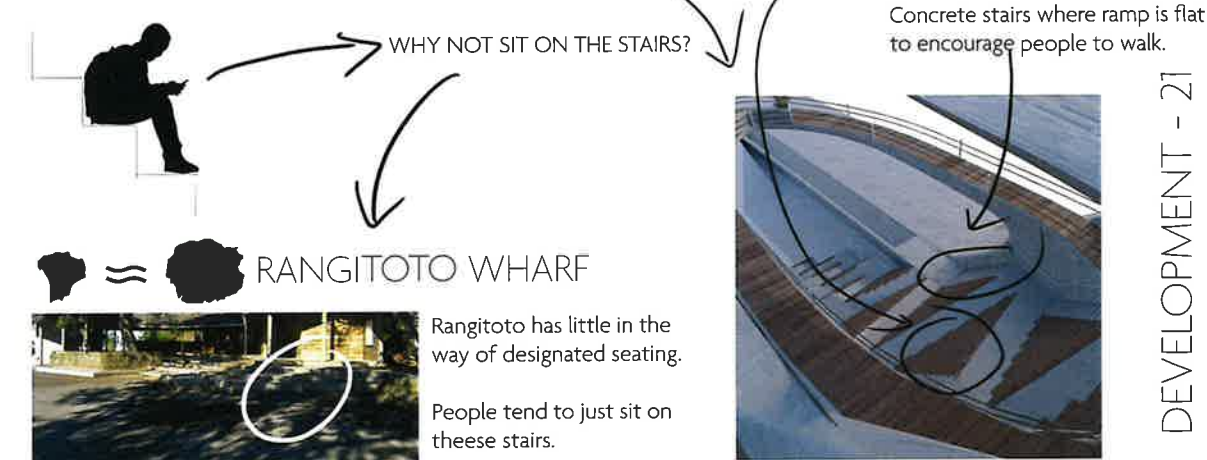 Concrete stairs where ramp is flat
to encourage people to walk.
WHY NOT SIT ON THE STAIRS?
RANGITOTO WHARF
Rangitoto has little in the
way of designated seating.
People tend to just sit on
theese stairs.
DEVELOPMENT - 21